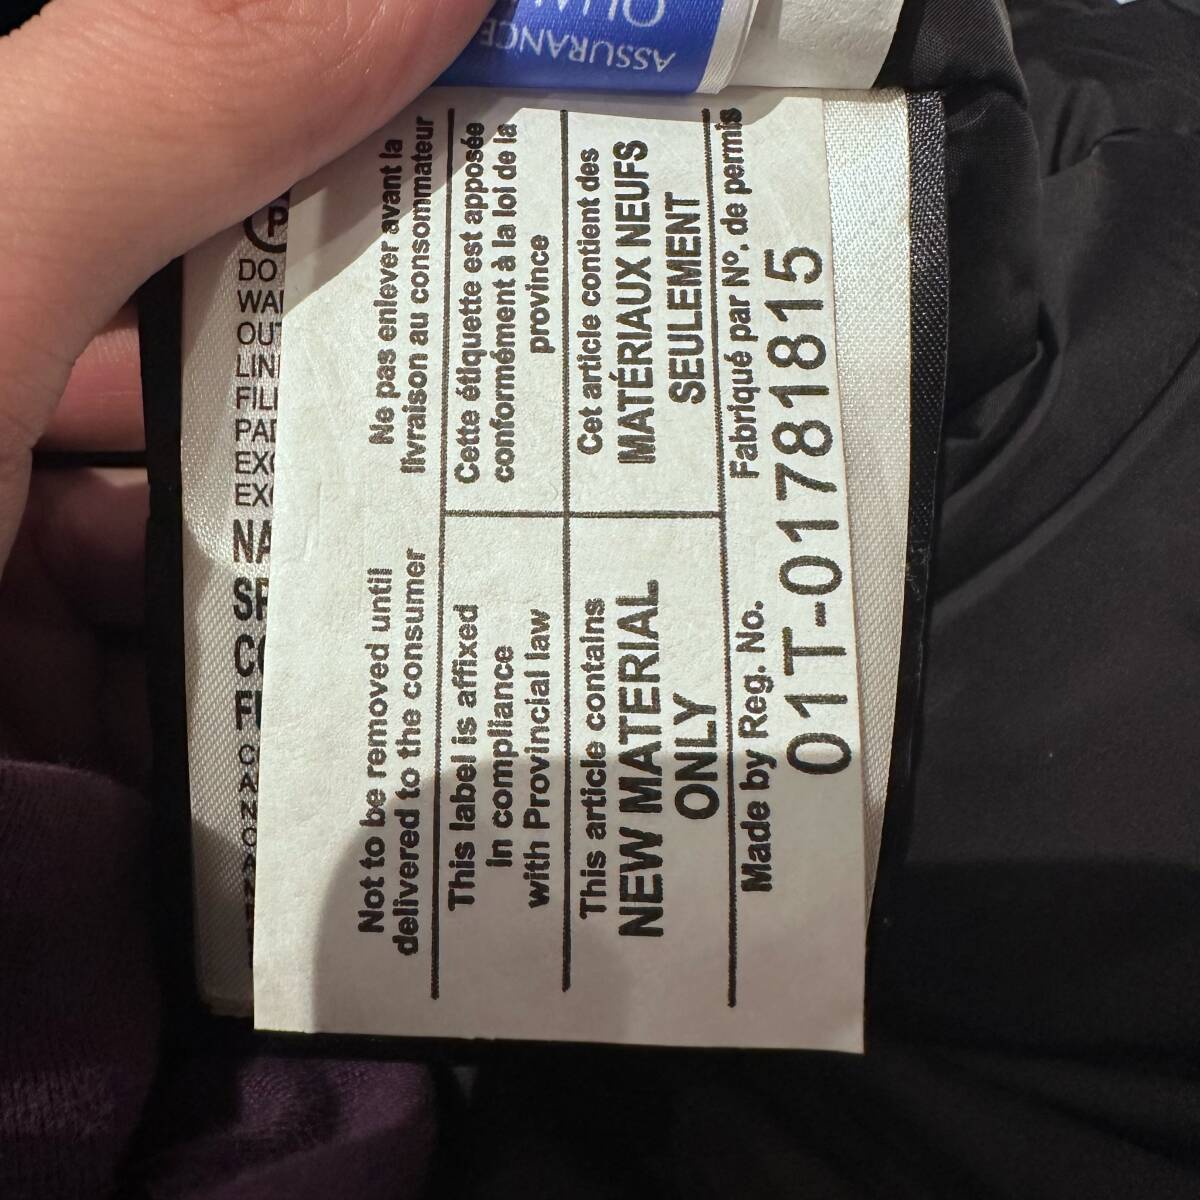 Not to be removed until
delivered to the consumer
Ne pas enlever avant la
livraison au consommateur
This label is affixed
in compliance
with Provincial law
Cette étiquette est apposée
conformément à la loi de la
province
This article contains
NEW MATERIAL
ONLY
Cet article contient des
MATÉRIAUX NEUFS
SEULEMENT
Made by Reg. No.
Fabriqué par Nº. de permis
01T-01781815
ASSURANCE
P
DO